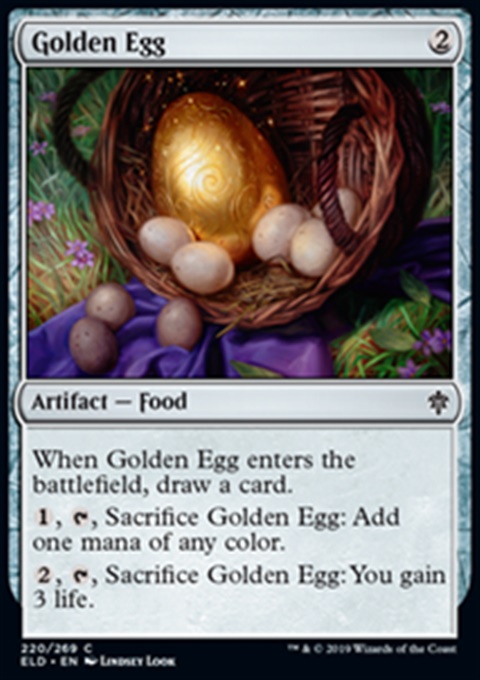 Golden Egg 2
Artifact — Food
When Golden Egg enters the
battlefield, draw a card.
1, T, Sacrifice Golden Egg: Add
one mana of any color.
2, T, Sacrifice Golden Egg: You gain
3 life.
220/269 C
ELD • EN Lindsey Look
™ & © 2019 Wizards of the Coast